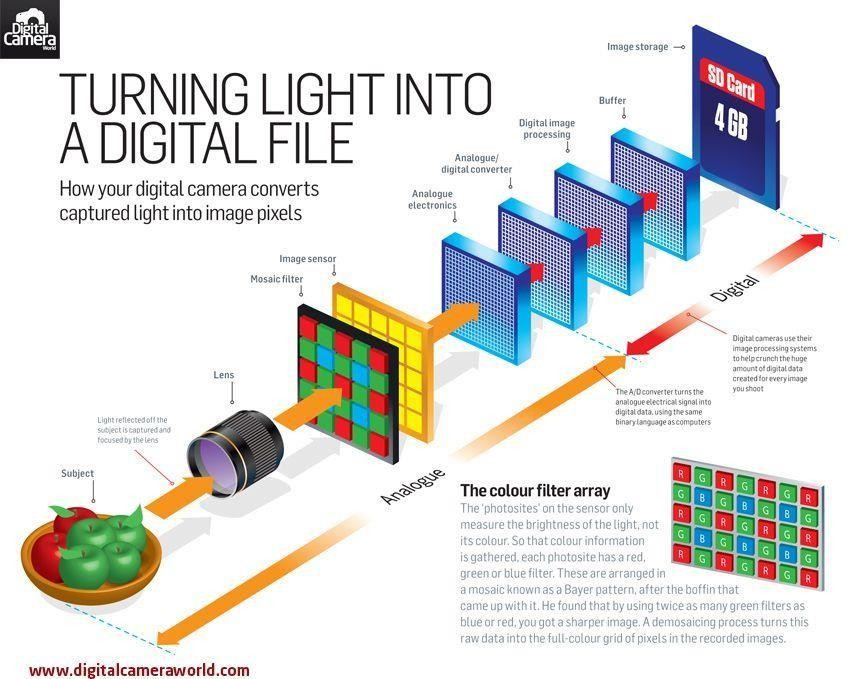 Digital
Camera
World
TURNING LIGHT INTO
A DIGITAL FILE
How your digital camera converts
captured light into image pixels
Image storage
SD Card
4 GB
Buffer
Digital image
processing
Analogue/
digital converter
Analogue
electronics
Image sensor
Mosaic filter
Lens
Light reflected off the
subject is captured and
focused by the lens
Subject
Digital
Digital cameras use their
image processing systems
to help crunch the huge
amount of digital data
created for every image
you shoot
The A/D converter turns the
analogue electrical signal into
digital data, using the same
binary language as computers
Analogue
The colour filter array
The 'photosites' on the sensor only
measure the brightness of the light, not
its colour. So that colour information
is gathered, each photosite has a red,
green or blue filter. These are arranged in
a mosaic known as a Bayer pattern, after the boffin that
came up with it. He found that by using twice as many green filters as
blue or red, you got a sharper image. A demosaicing process turns this
raw data into the full-colour grid of pixels in the recorded images.
R G R G R G R
G B G B G B G
R G R G R G R
G B G B G B G
R G R G R G R
www.digitalcameraworld.com